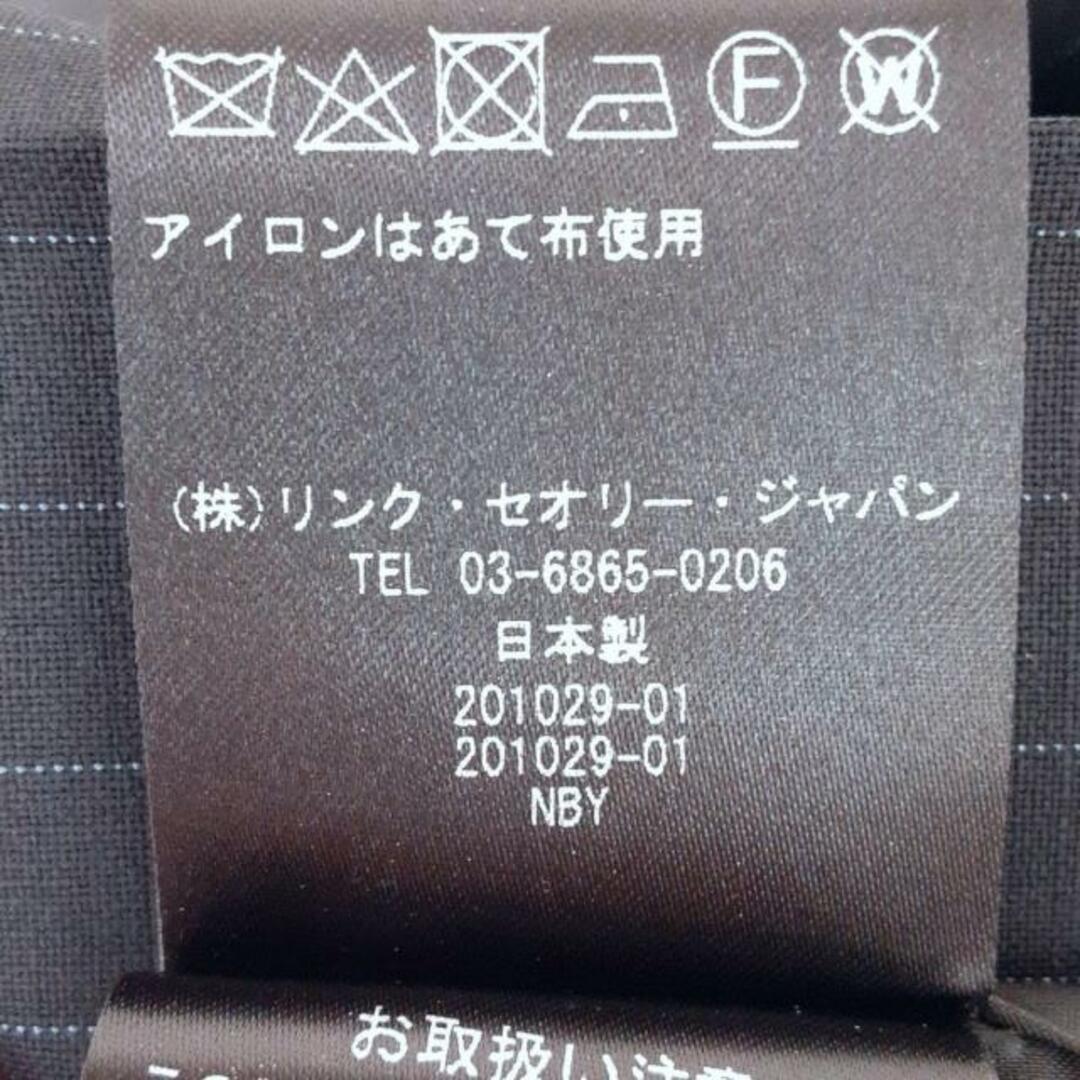 F W
アイロンはあて布使用
(株)リンク・セオリー・ジャパン
TEL 03-6865-0206
日本製
201029-01
201029-01
NBY
お取扱い注意